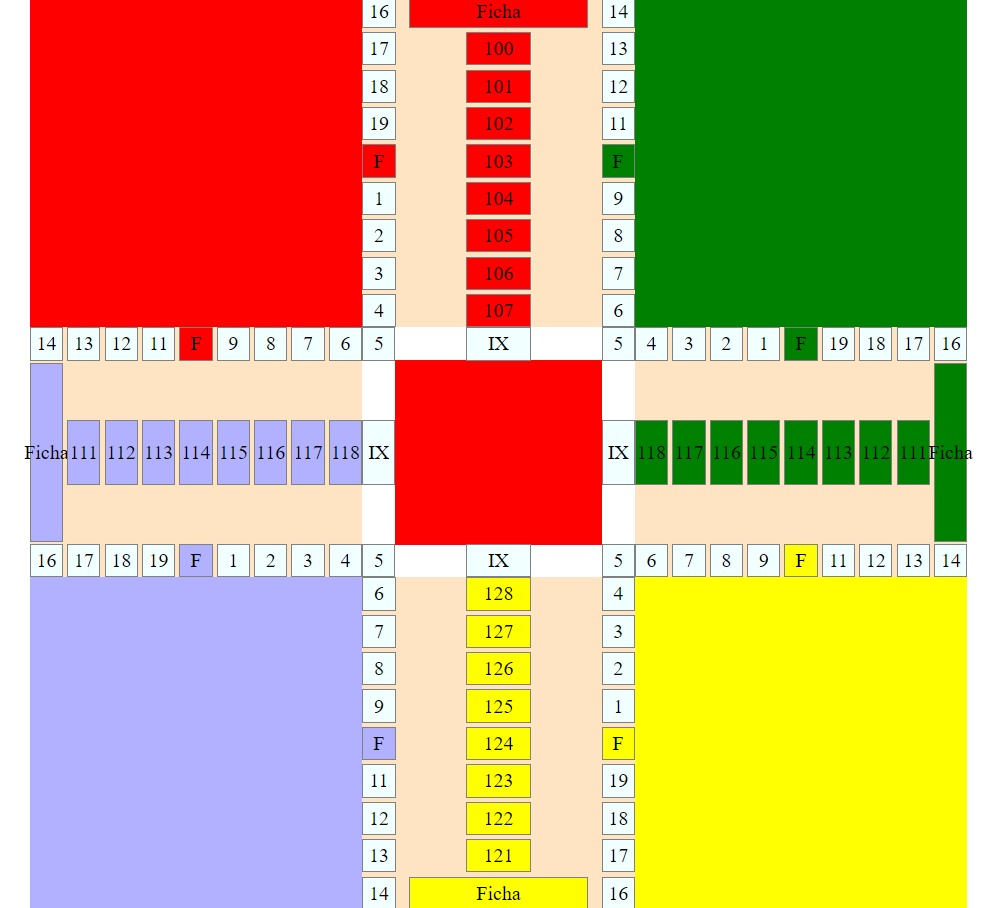 16 Ficha 14
17 100 13
18 101 12
19 102 11
F 103 F
1 104 9
2 105 8
3 106 7
4 107 6
14 13 12 11 F 9 8 7 6 5 IX 5 4 3 2 1 F 19 18 17 16
Ficha 111 112 113 114 115 116 117 118 IX IX 118 117 116 115 114 113 112 111 Ficha
16 17 18 19 F 1 2 3 4 5 IX 5 6 7 8 9 F 11 12 13 14
6 128 4
7 127 3
8 126 2
9 125 1
F 124 F
11 123 19
12 122 18
13 121 17
14 Ficha 16